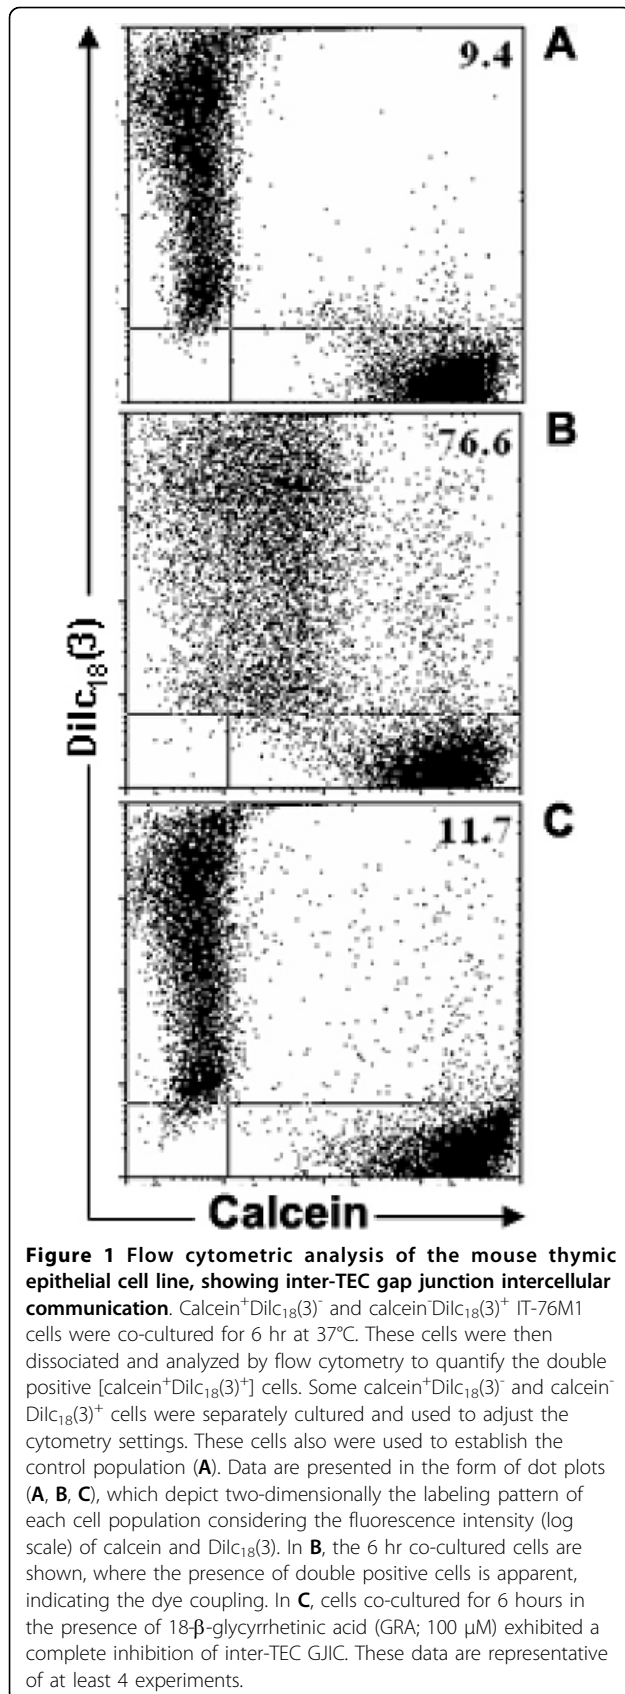 9.4
A
76.6
B
11.7
C
DiIc18(3)
Calcein
Figure 1 Flow cytometric analysis of the mouse thymic
epithelial cell line, showing inter-TEC gap junction intercellular
communication. Calcein⁺DiIc₁₈(3)⁻ and calcein⁻DiIc₁₈(3)⁺ IT-76M1
cells were co-cultured for 6 hr at 37°C. These cells were then
dissociated and analyzed by flow cytometry to quantify the double
positive [calcein⁺DiIc₁₈(3)⁺] cells. Some calcein⁺DiIc₁₈(3)⁻ and calcein⁻
DiIc₁₈(3)⁺ cells were separately cultured and used to adjust the
cytometry settings. These cells also were used to establish the
control population (A). Data are presented in the form of dot plots
(A, B, C), which depict two-dimensionally the labeling pattern of
each cell population considering the fluorescence intensity (log
scale) of calcein and DiIc₁₈(3). In B, the 6 hr co-cultured cells are
shown, where the presence of double positive cells is apparent,
indicating the dye coupling. In C, cells co-cultured for 6 hours in
the presence of 18-β-glycyrrhetinic acid (GRA; 100 μM) exhibited a
complete inhibition of inter-TEC GJIC. These data are representative
of at least 4 experiments.